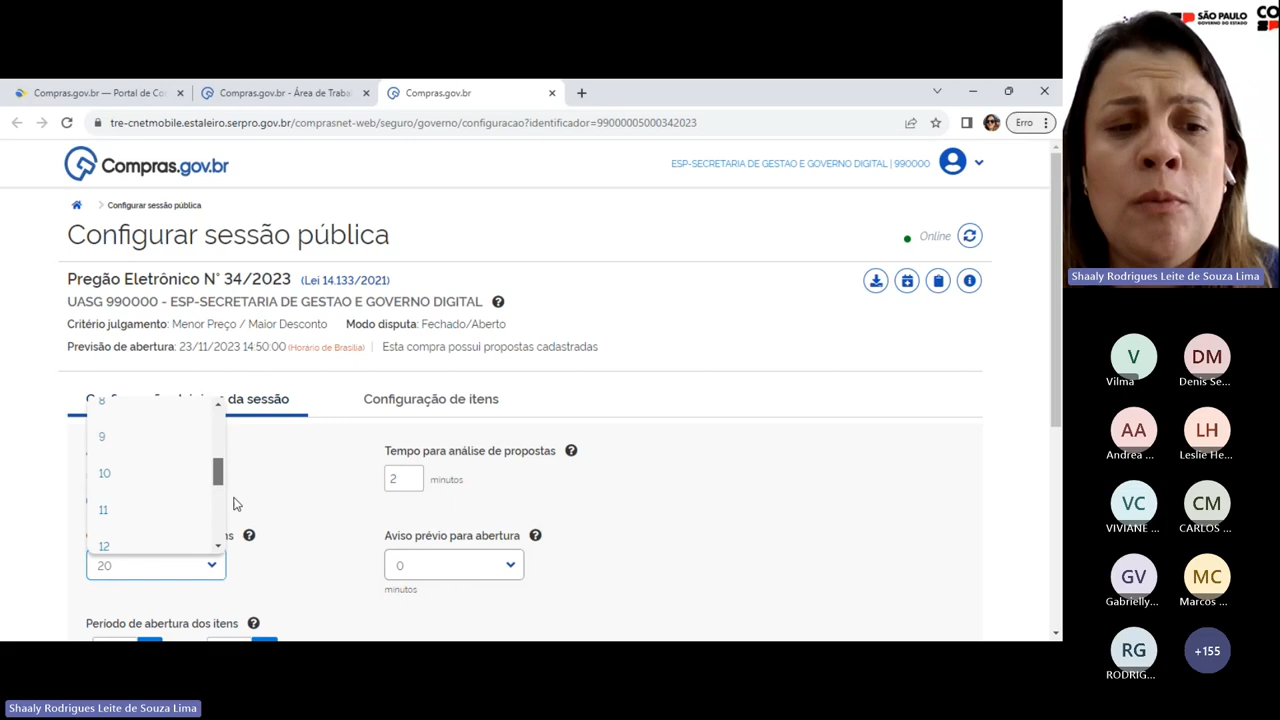 SÃO PAULO
GOVERNO DO ESTADO
CO
Compras.gov.br — Portal de Co
Compras.gov.br - Área de Traba
Compras.gov.br
tre-cnetmobile.estaleiro.serpro.gov.br/comprasnet-web/seguro/governo/configuracao?identificador=99000005000342023
Erro
Compras.gov.br
ESP-SECRETARIA DE GESTAO E GOVERNO DIGITAL | 990000
Configurar sessão pública
Configurar sessão pública
Online
Pregão Eletrônico N° 34/2023 (Lei 14.133/2021)
UASG 990000 - ESP-SECRETARIA DE GESTAO E GOVERNO DIGITAL
Critério julgamento: Menor Preço / Maior Desconto Modo disputa: Fechado/Aberto
Previsão de abertura: 23/11/2023 14:50:00 (Horário de Brasília) Esta compra possui propostas cadastradas
da sessão
Configuração de itens
8
9
10
11
12
Tempo para análise de propostas
2 minutos
ns
20
Aviso prévio para abertura
0
minutos
Período de abertura dos itens
Shaaly Rodrigues Leite de Souza Lima
V
Vilma
DM
Denis Se...
AA
Andrea ...
LH
Leslie He...
VC
VIVIANE ...
CM
CARLOS ...
GV
Gabrielly...
MC
Marcos ...
RG
RODRIG...
+155
Shaaly Rodrigues Leite de Souza Lima